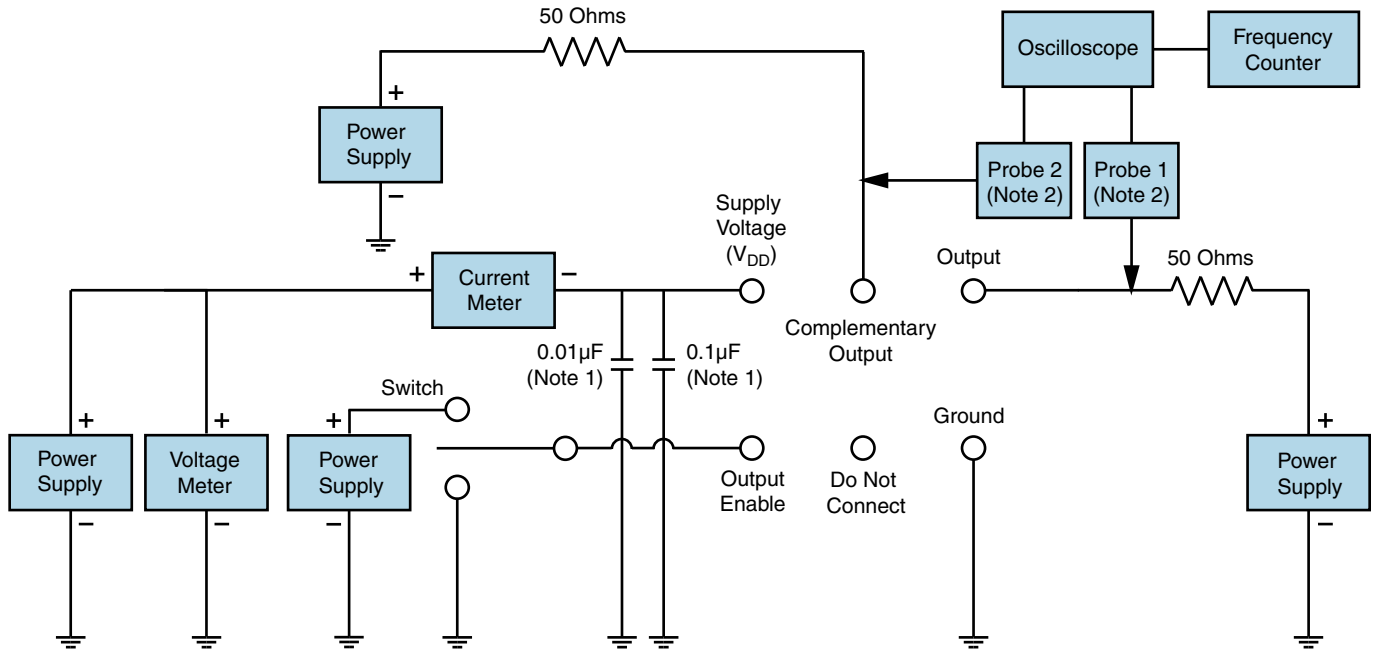 50 Ohms
Oscilloscope
Frequency
Counter
+
Power
Supply
−
Probe 2
(Note 2)
Probe 1
(Note 2)
Supply
Voltage
(VDD)
Output
50 Ohms
+
Current
Meter
−
Complementary
Output
0.01µF
(Note 1)
0.1µF
(Note 1)
Switch
Ground
+
Power
Supply
−
+
Voltage
Meter
−
+
Power
Supply
−
Output
Enable
Do Not
Connect
+
Power
Supply
−